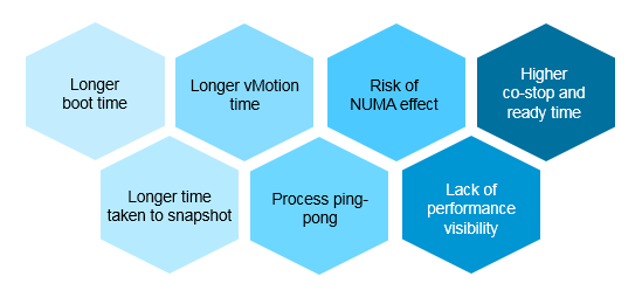 Longer
boot time
Longer vMotion
time
Risk of
NUMA effect
Higher
co-stop and
ready time
Longer time
taken to snapshot
Process ping-
pong
Lack of
performance
visibility